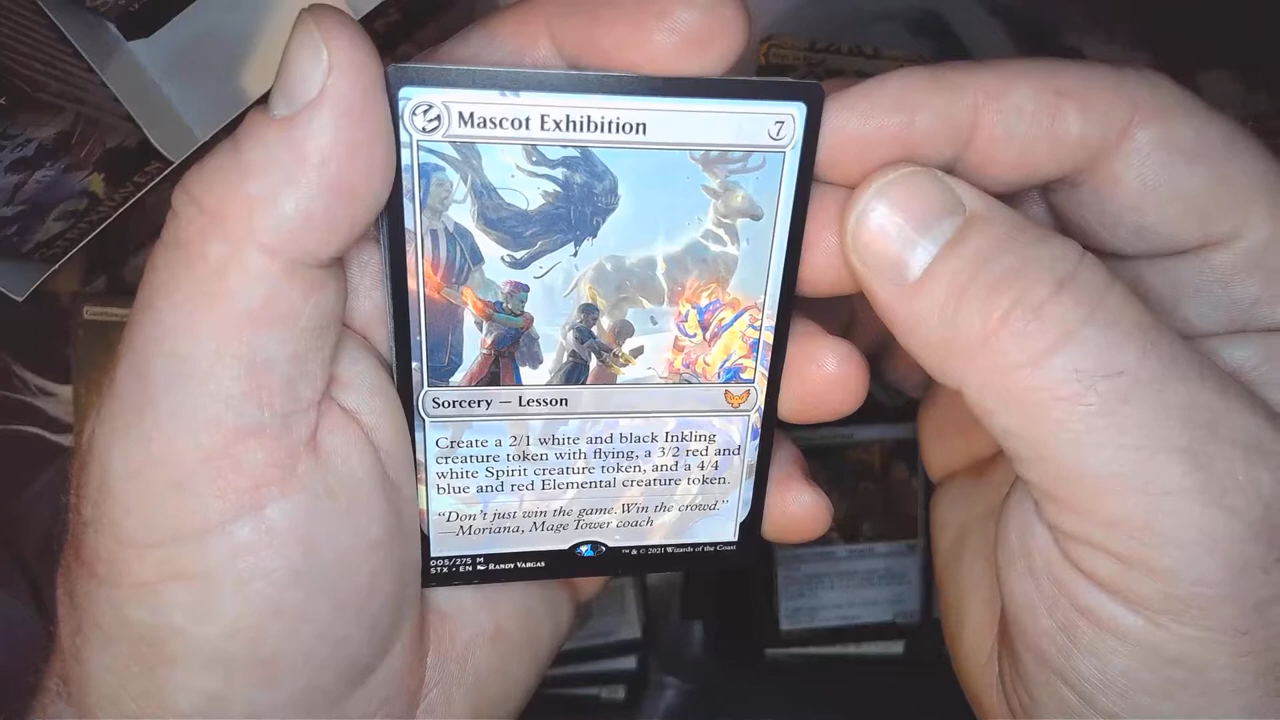 Mascot Exhibition 7
Sorcery — Lesson
Create a 2/1 white and black Inkling
creature token with flying, a 3/2 red and
white Spirit creature token, and a 4/4
blue and red Elemental creature token.
“Don’t just win the game. Win the crowd.”
—Moriana, Mage Tower coach
005/275 M
STX • EN Randy Vargas
™ & © 2021 Wizards of the Coast
STRIXHAVEN